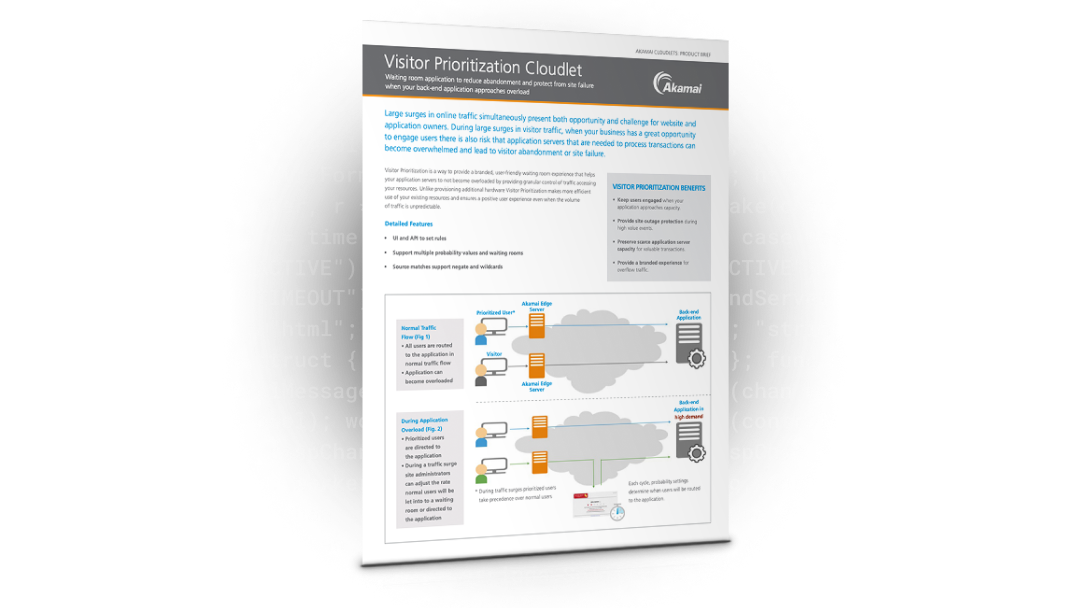 AKAMAI CLOUDLETS: PRODUCT BRIEF
Visitor Prioritization Cloudlet
Waiting room application to reduce abandonment and protect from site failure
when your back-end application approaches overload
Akamai
Large surges in online traffic simultaneously present both opportunity and challenge for website and
application owners. During large surges in visitor traffic, when your business has a great opportunity
to engage users there is also risk that application servers that are needed to process transactions can
become overwhelmed and lead to visitor abandonment or site failure.
Visitor Prioritization is a way to provide a branded, user-friendly waiting room experience that helps
your application servers to not become overloaded by providing granular control of traffic accessing
your resources. Unlike provisioning additional hardware Visitor Prioritization makes more efficient
use of your existing resources and ensures a positive user experience even when the volume
of traffic is unpredictable.
Detailed Features
• UI and API to set rules
• Support multiple probability values and waiting rooms
• Source matches support negate and wildcards
VISITOR PRIORITIZATION BENEFITS
• Keep users engaged when your
application approaches capacity.
• Provide site outage protection during
high value events.
• Preserve scarce application server
capacity for valuable transactions.
• Provide a branded experience for
overflow traffic.
Normal Traffic
Flow (Fig 1)
• All users are routed
to the application in
normal traffic flow
• Application can
become overloaded
Prioritized User*
Akamai Edge
Server
Back-end
Application
Visitor
Akamai Edge
Server
During Application
Overload (Fig. 2)
• Prioritized users
are directed to
the application
• During a traffic surge
site administrators
can adjust the rate
normal users will be
let into to a waiting
room or directed to
the application
Back-end
Application in
high demand
* During traffic surges prioritized users
take precedence over normal users
Each cycle, probability settings
determine when users will be routed
to the application.